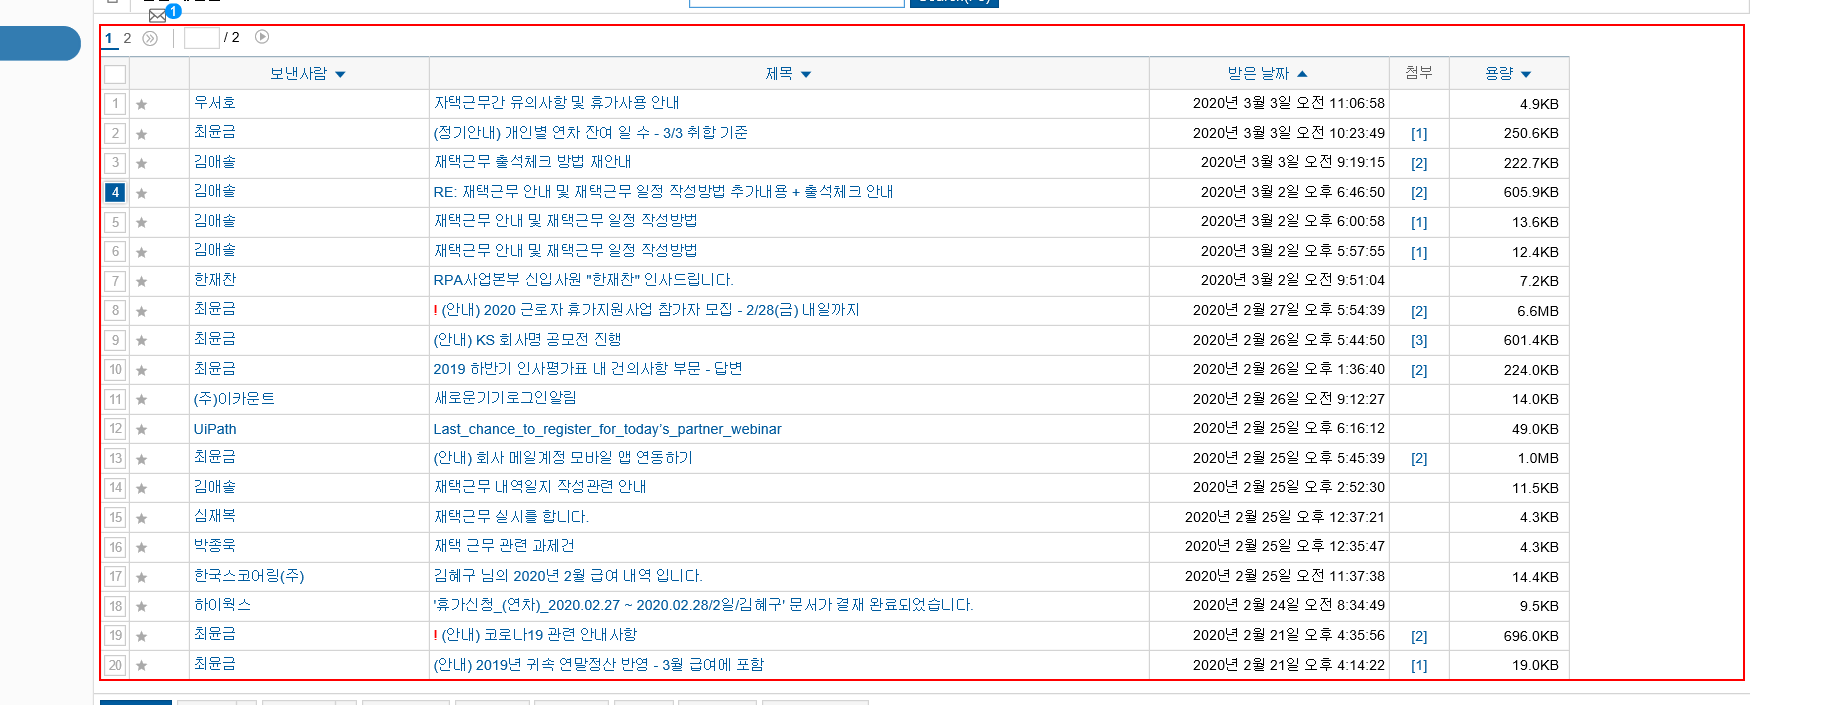 1
1 2 / 2
보낸사람 제목 받은 날짜 첨부 용량
1 우서호 자택근무간 유의사항 및 휴가사용 안내 2020년 3월 3일 오전 11:06:58 4.9KB
2 최윤금 (정기안내) 개인별 연차 잔여 일 수 - 3/3 취합 기준 2020년 3월 3일 오전 10:23:49 [1] 250.6KB
3 김애솔 재택근무 출석체크 방법 재안내 2020년 3월 3일 오전 9:19:15 [2] 222.7KB
4 김애솔 RE: 재택근무 안내 및 재택근무 일정 작성방법 추가내용 + 출석체크 안내 2020년 3월 2일 오후 6:46:50 [2] 605.9KB
5 김애솔 재택근무 안내 및 재택근무 일정 작성방법 2020년 3월 2일 오후 6:00:58 [1] 13.6KB
6 김애솔 재택근무 안내 및 재택근무 일정 작성방법 2020년 3월 2일 오후 5:57:55 [1] 12.4KB
7 한재찬 RPA사업본부 신입사원 "한재찬" 인사드립니다. 2020년 3월 2일 오전 9:51:04 7.2KB
8 최윤금 ! (안내) 2020 근로자 휴가지원사업 참가자 모집 - 2/28(금) 내일까지 2020년 2월 27일 오후 5:54:39 [2] 6.6MB
9 최윤금 (안내) KS 회사명 공모전 진행 2020년 2월 26일 오후 5:44:50 [3] 601.4KB
10 최윤금 2019 하반기 인사평가표 내 건의사항 부문 - 답변 2020년 2월 26일 오후 1:36:40 [2] 224.0KB
11 (주)이카운트 새로운기기로그인알림 2020년 2월 26일 오전 9:12:27 14.0KB
12 UiPath Last_chance_to_register_for_today's_partner_webinar 2020년 2월 25일 오후 6:16:12 49.0KB
13 최윤금 (안내) 회사 메일계정 모바일 앱 연동하기 2020년 2월 25일 오후 5:45:39 [2] 1.0MB
14 김애솔 재택근무 내역일지 작성관련 안내 2020년 2월 25일 오후 2:52:30 11.5KB
15 심재복 재택근무 실시를 합니다. 2020년 2월 25일 오후 12:37:21 4.3KB
16 박종욱 재택 근무 관련 과제건 2020년 2월 25일 오후 12:35:47 4.3KB
17 한국스코어링(주) 김혜구 님의 2020년 2월 급여 내역 입니다. 2020년 2월 25일 오전 11:37:38 14.4KB
18 하이웍스 '휴가신청_(연차)_2020.02.27 ~ 2020.02.28/2일/김혜구' 문서가 결재 완료되었습니다. 2020년 2월 24일 오전 8:34:49 9.5KB
19 최윤금 ! (안내) 코로나19 관련 안내사항 2020년 2월 21일 오후 4:35:56 [2] 696.0KB
20 최윤금 (안내) 2019년 귀속 연말정산 반영 - 3월 급여에 포함 2020년 2월 21일 오후 4:14:22 [1] 19.0KB